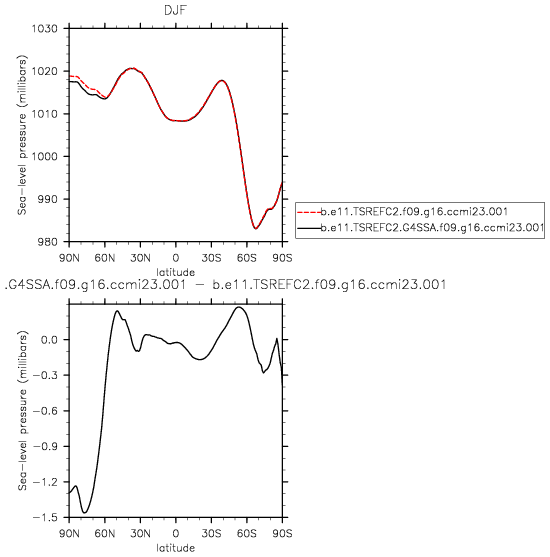 DJF
1030
1020
1010
1000
990
980
Sea-level pressure (millibars)
90N 60N 30N 0 30S 60S 90S
latitude
b.e11.TSREFC2.f09.g16.ccmi23.001
b.e11.TSREFC2.G4SSA.f09.g16.ccmi23.001
.G4SSA.f09.g16.ccmi23.001 − b.e11.TSREFC2.f09.g16.ccmi23.001
0.0
−0.3
−0.6
−0.9
−1.2
−1.5
Sea-level pressure (millibars)
90N 60N 30N 0 30S 60S 90S
latitude